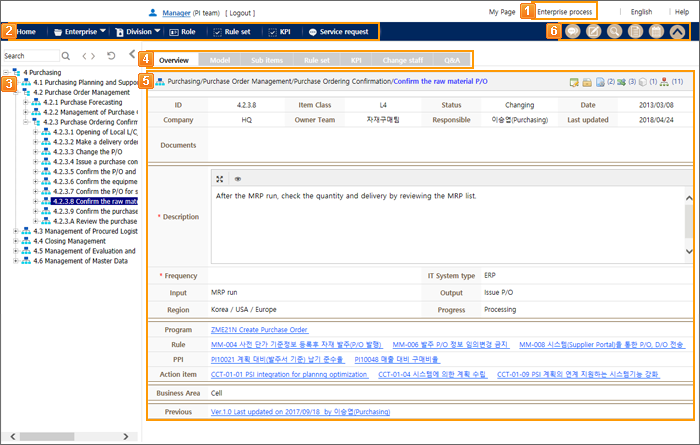 Manager (PI team) [ Logout ]
My Page 1 Enterprise process English Help
2 Home Enterprise Division Role Rule set KPI Service request 6
Search
4 Overview Model Sub Items Rule set KPI Change staff Q&A
4 Purchasing
3 4.1 Purchasing Planning and Suppo
4.2 Purchase Order Management
4.2.1 Purchase Forecasting
4.2.2 Management of Purchase
4.2.3 Purchase Ordering Confirm
4.2.3.1 Opening of Local L/C,
4.2.3.2 Make a delivery orde
4.2.3.3 Change the P/O
4.2.3.4 Issue a purchase con
4.2.3.5 Confirm the P/O and
4.2.3.6 Confirm the equipme
4.2.3.7 Confirm the P/O for s
4.2.3.8 Confirm the raw mate
4.2.3.9 Confirm the purchase
4.2.3.A Review the purchase
4.3 Management of Procured Logist
4.4 Closing Management
4.5 Management of Evaluation and
4.6 Management of Master Data
5 Purchasing/Purchase Order Management/Purchase Ordering Confirmation/Confirm the raw material P/O (2) (3) (1) (11)
ID 4.2.3.8 Item Class L4 Status Changing Date 2013/03/08
Company HQ Owner Team 자재구매팀 Responsible 이승엽(Purchasing) Last updated 2018/04/24
Documents
* Description
After the MRP run, check the quantity and delivery by reviewing the MRP list.
* Frequency IT System type ERP
Input MRP run Output Issue P/O
Region Korea / USA / Europe Progress Processing
Program ZME21N Create Purchase Order
Rule MM-004 사전 단가 기준정보 등록후 자재 발주(P/O 발행) MM-006 발주 P/O 정보 임의변경 금지 MM-008 시스템(Supplier Portal)을 통한 P/O, D/O 전송
PPI PI10021 계획 대비(발주서 기준) 납기 준수율 PI10048 매출 대비 구매비율
Action item CCT-01-01 PSI integration for plannng optimization CCT-01-04 시스템에 의한 계획 수립 CCT-01-09 PSI 계획의 연계 지원하는 시스템기능 강화
Business Area Cell
Previous Ver.1.0 Last updated on 2017/09/18 by 이승엽(Purchasing)